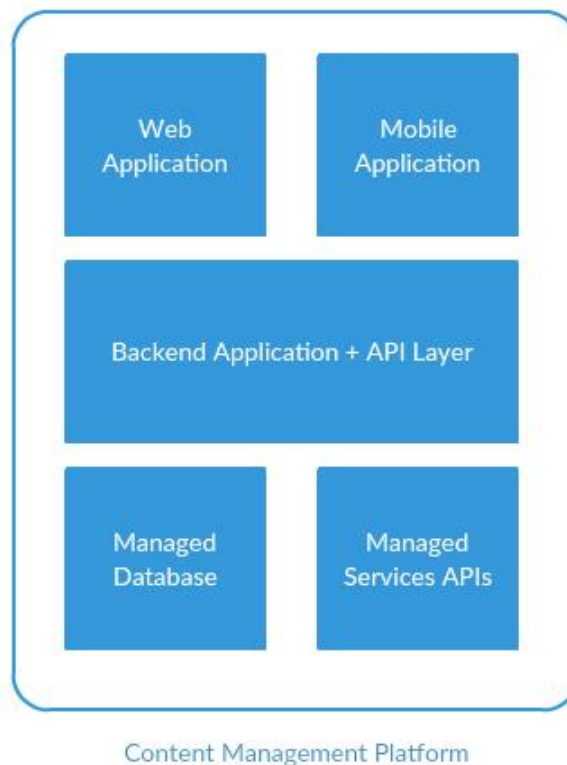 Web
Application
Mobile
Application
Backend Application + API Layer
Managed
Database
Managed
Services APIs
Content Management Platform